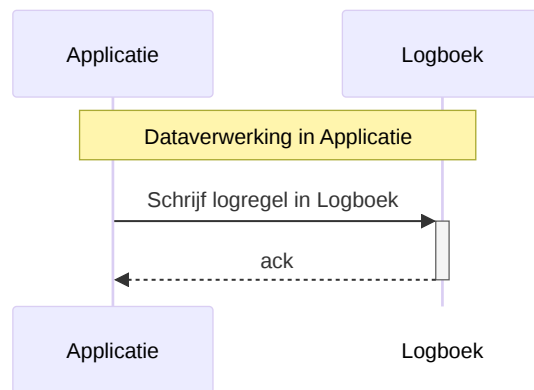 Applicatie
Logboek
Dataverwerking in Applicatie
Schrijf logregel in Logboek
ack
Applicatie
Logboek